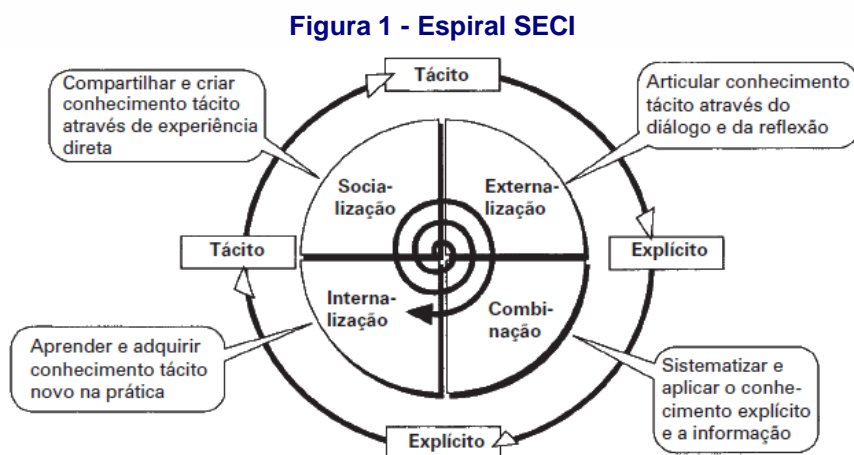 Figura 1 - Espiral SECI
Tácito
Compartilhar e criar
conhecimento tácito
através de experiência
direta
Articular conhecimento
tácito através do
diálogo e da reflexão
Socia-
lização
Externa-
lização
Tácito
Explícito
Interna-
lização
Combi-
nação
Aprender e adquirir
conhecimento tácito
novo na prática
Sistematizar e
aplicar o conhe-
cimento explícito
e a informação
Explícito